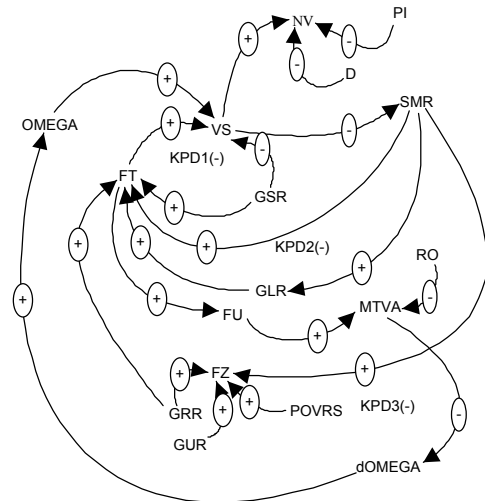 PI
NV
+
-
-
D
+
OMEGA
SMR
+
VS
-
KPD1(-)
-
FT
GSR
+
+
+
KPD2(-)
RO
+
+
GLR
+
-
+
MTVA
FU
+
+
FZ
+
+
KPD3(-)
GRR
+
+
POVRS
-
GUR
dOMEGA